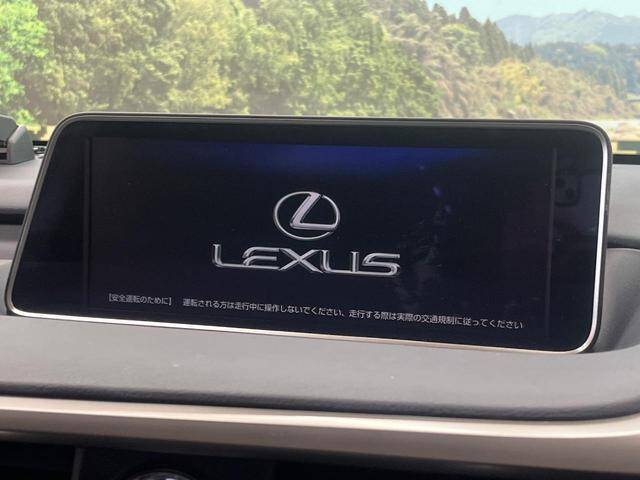 LEXUS
【安全運転のために】 運転される方は走行中に操作しないでください、走行する際は実際の交通規制に従ってください